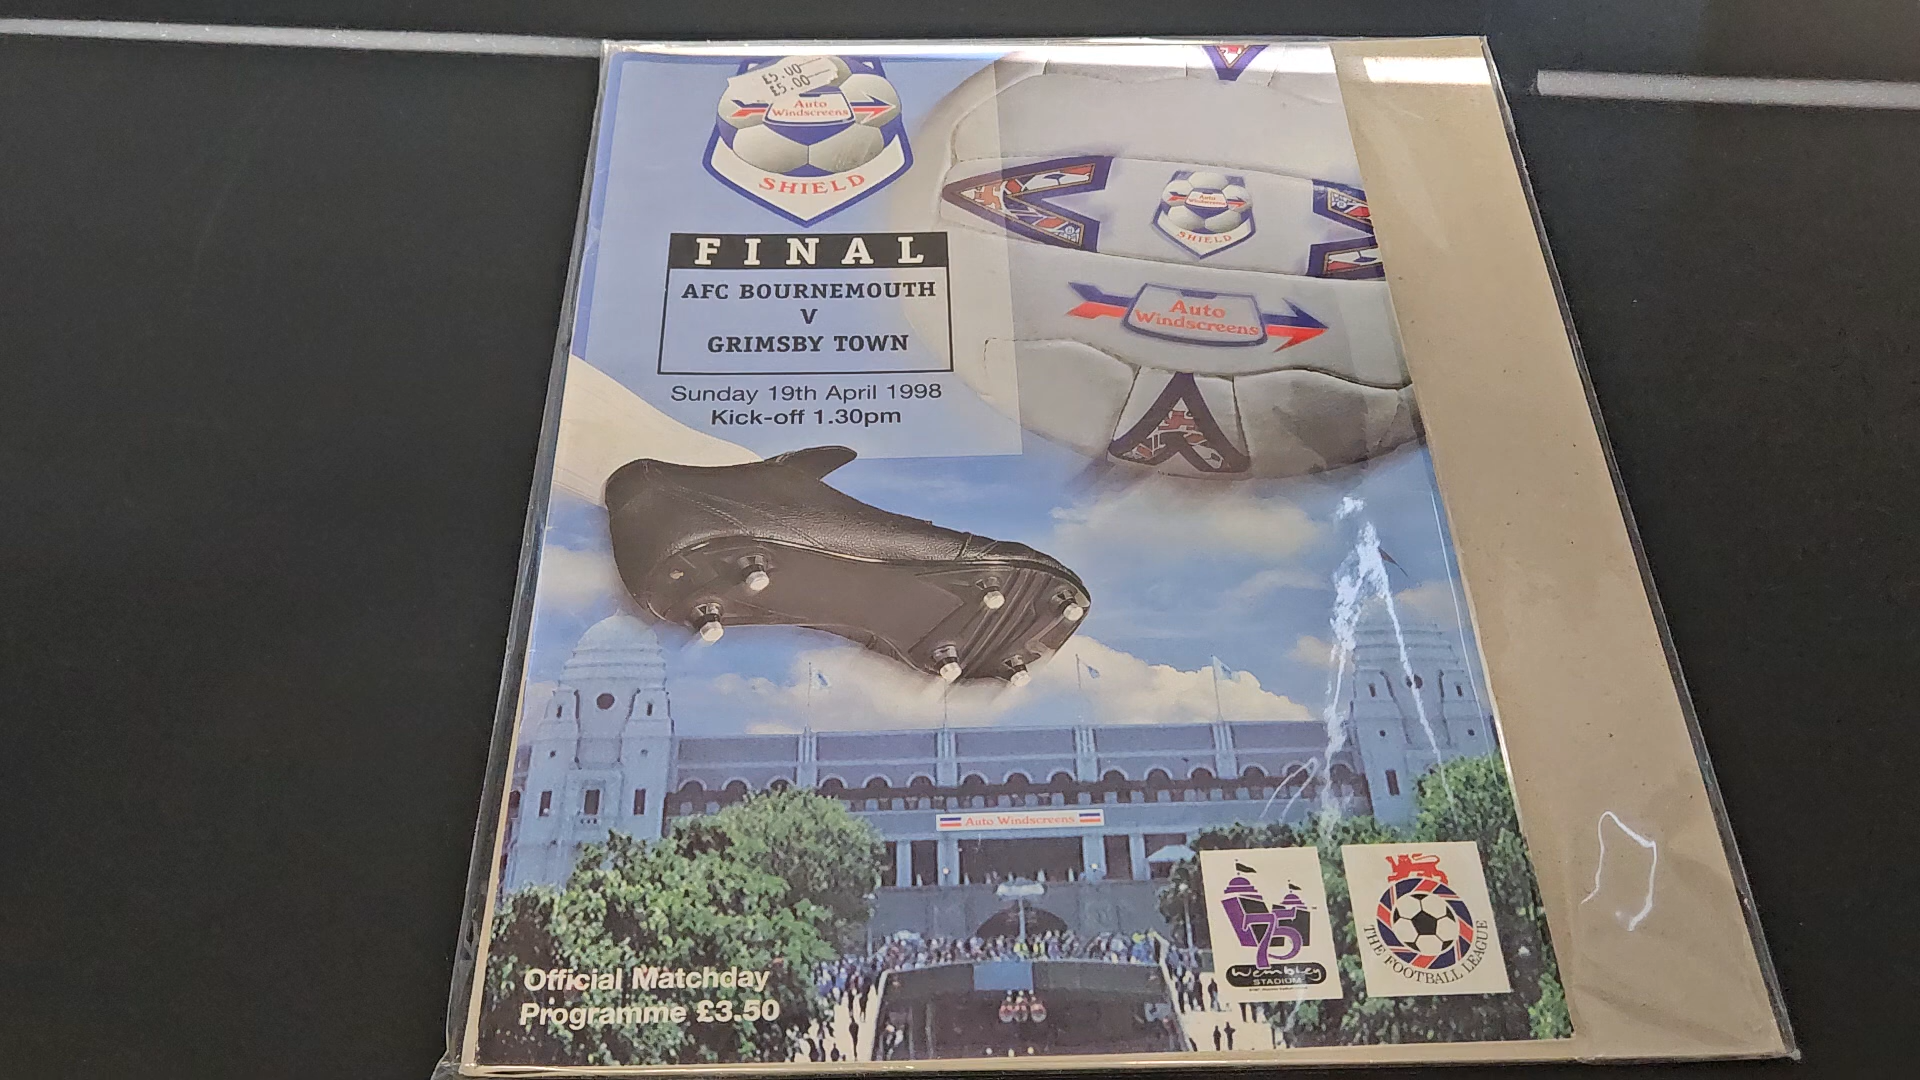 £5.00
£5.00
Auto
Windscreens
SHIELD
FINAL
AFC BOURNEMOUTH
V
GRIMSBY TOWN
Sunday 19th April 1998
Kick-off 1.30pm
Auto
Windscreens
SHIELD
Auto
Windscreens
Auto Windscreens
75
Wembley
STADIUM
THE FOOTBALL LEAGUE
Official Matchday
Programme £3.50